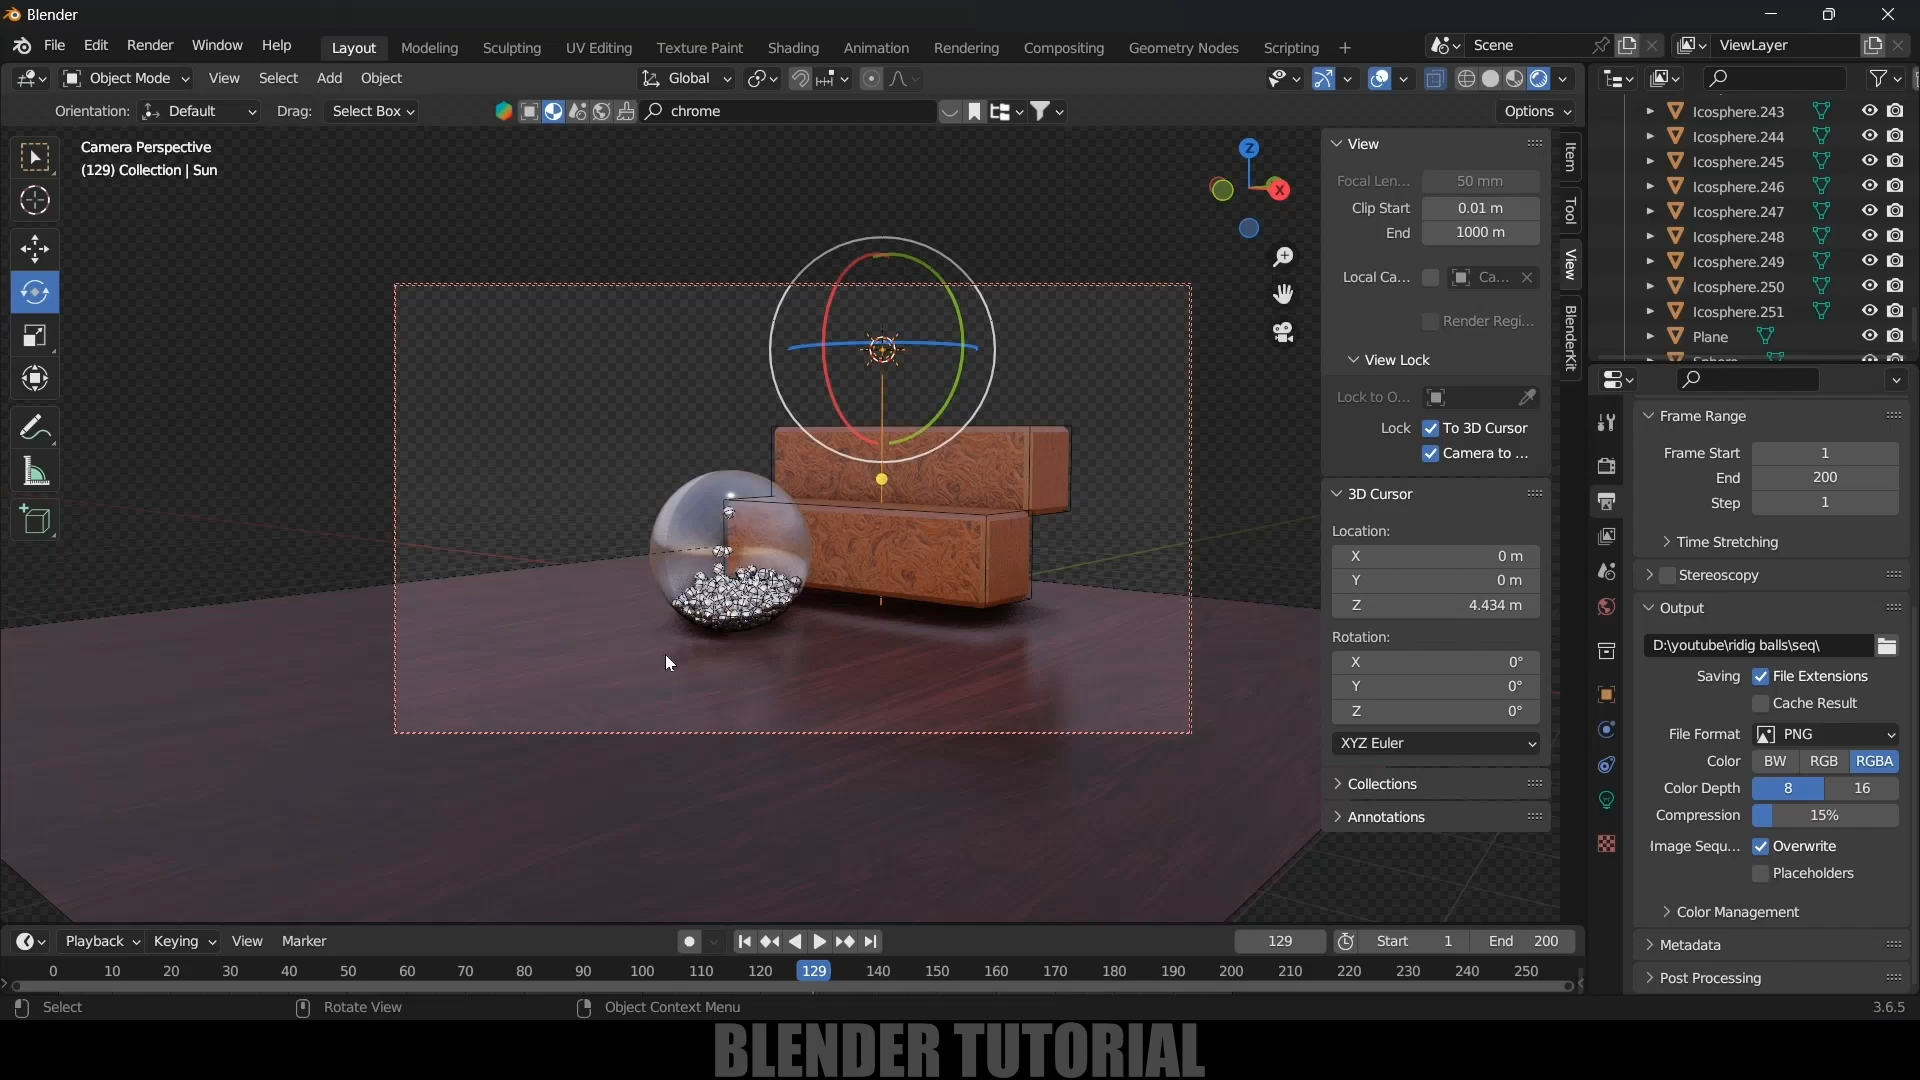 Blender
File Edit Render Window Help
Layout Modeling Sculpting UV Editing Texture Paint Shading Animation Rendering Compositing Geometry Nodes Scripting +
Scene
ViewLayer
Object Mode View Select Add Object
Global
Orientation: Default Drag: Select Box
chrome
Options
Camera Perspective
(129) Collection | Sun
Z
X
View
Focal Len... 50 mm
Clip Start 0.01 m
End 1000 m
Local Ca... Ca...
Render Regi...
View Lock
Lock to O...
Lock To 3D Cursor
Camera to ...
3D Cursor
Location:
X 0 m
Y 0 m
Z 4.434 m
Rotation:
X 0°
Y 0°
Z 0°
XYZ Euler
Collections
Annotations
Item
Tool
View
BlenderKit
Icosphere.243
Icosphere.244
Icosphere.245
Icosphere.246
Icosphere.247
Icosphere.248
Icosphere.249
Icosphere.250
Icosphere.251
Plane
Sphere
Frame Range
Frame Start 1
End 200
Step 1
Time Stretching
Stereoscopy
Output
D:\youtube\ridig balls\seq\
Saving File Extensions
Cache Result
File Format PNG
Color BW RGB RGBA
Color Depth 8 16
Compression 15%
Image Sequ... Overwrite
Placeholders
Color Management
Metadata
Post Processing
Playback Keying View Marker
129 Start 1 End 200
0 10 20 30 40 50 60 70 80 90 100 110 120 129 140 150 160 170 180 190 200 210 220 230 240 250
Select Rotate View Object Context Menu
3.6.5
BLENDER TUTORIAL